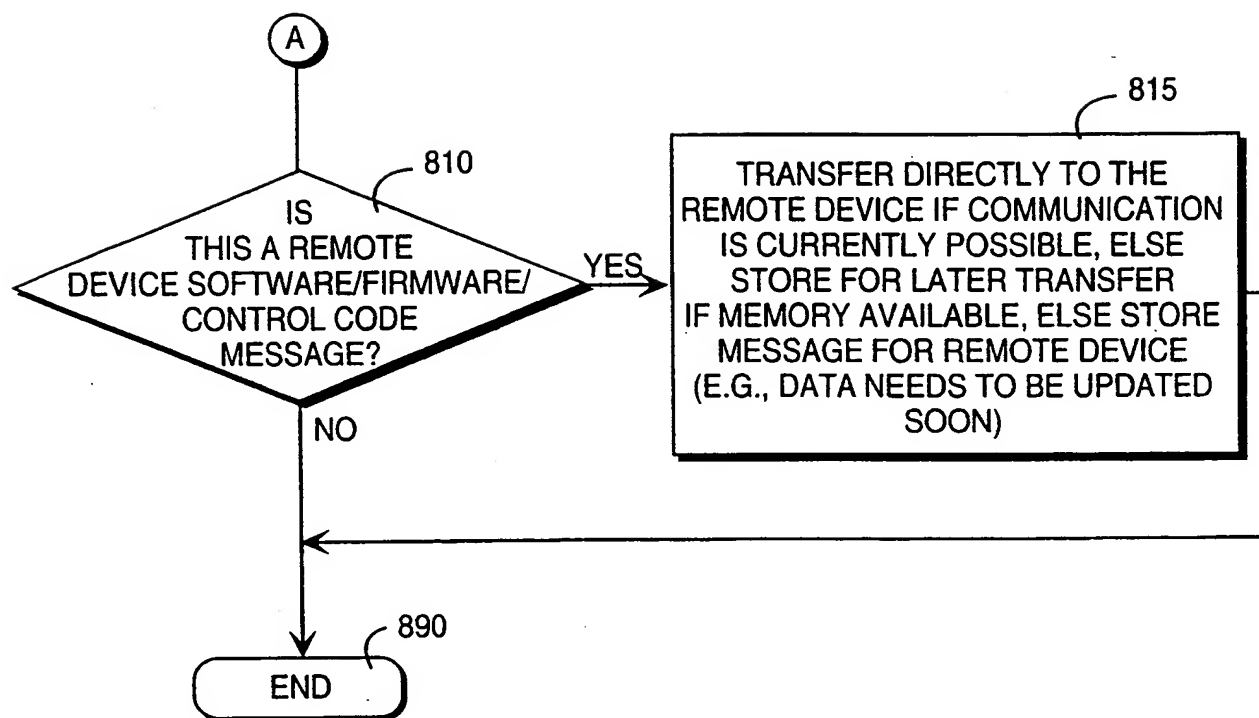 A
810
IS
THIS A REMOTE
DEVICE SOFTWARE/FIRMWARE/
CONTROL CODE
MESSAGE?
YES
NO
815
TRANSFER DIRECTLY TO THE
REMOTE DEVICE IF COMMUNICATION
IS CURRENTLY POSSIBLE, ELSE
STORE FOR LATER TRANSFER
IF MEMORY AVAILABLE, ELSE STORE
MESSAGE FOR REMOTE DEVICE
(E.G., DATA NEEDS TO BE UPDATED
SOON)
890
END